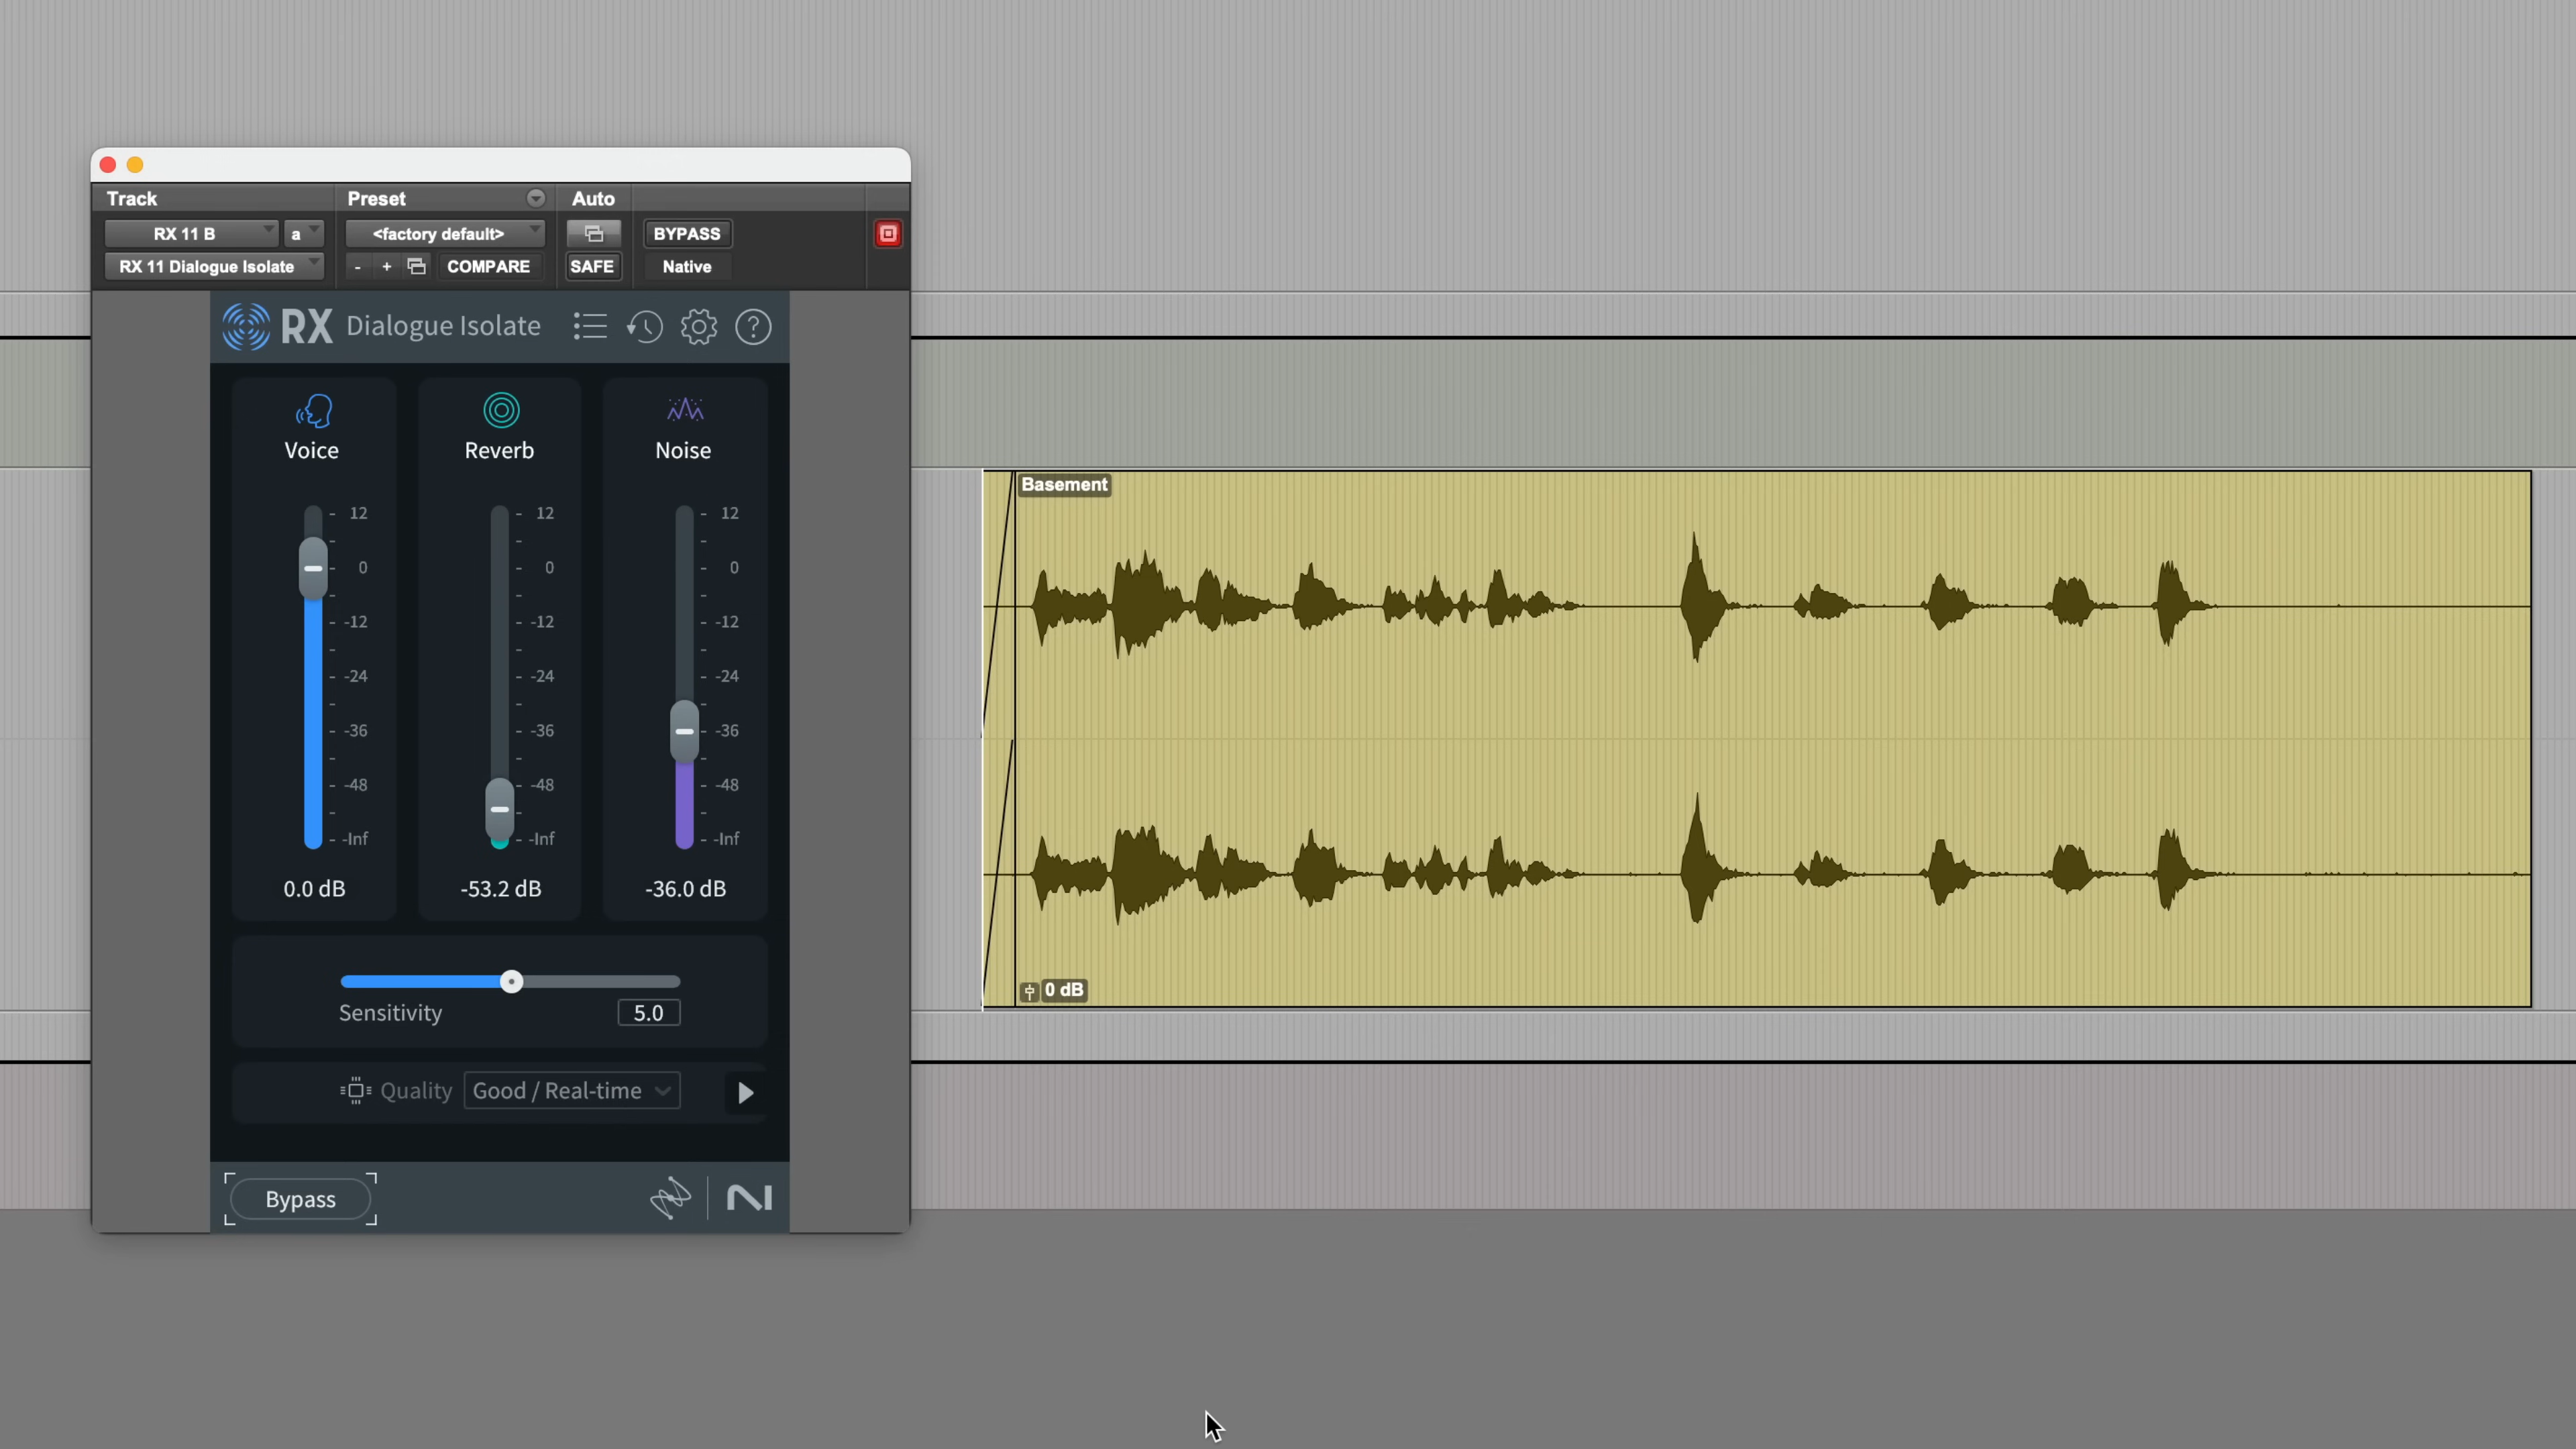 Track Preset Auto
RX 11 B a <factory default> BYPASS
RX 11 Dialogue Isolate - + COMPARE SAFE Native
RX Dialogue Isolate ?
Voice Reverb Noise
12 12 12
0 0 0
-12 -12 -12
-24 -24 -24
-36 -36 -36
-48 -48 -48
-Inf -Inf -Inf
0.0 dB -53.2 dB -36.0 dB
Sensitivity 5.0
Quality Good / Real-time
Bypass
Basement
0 dB